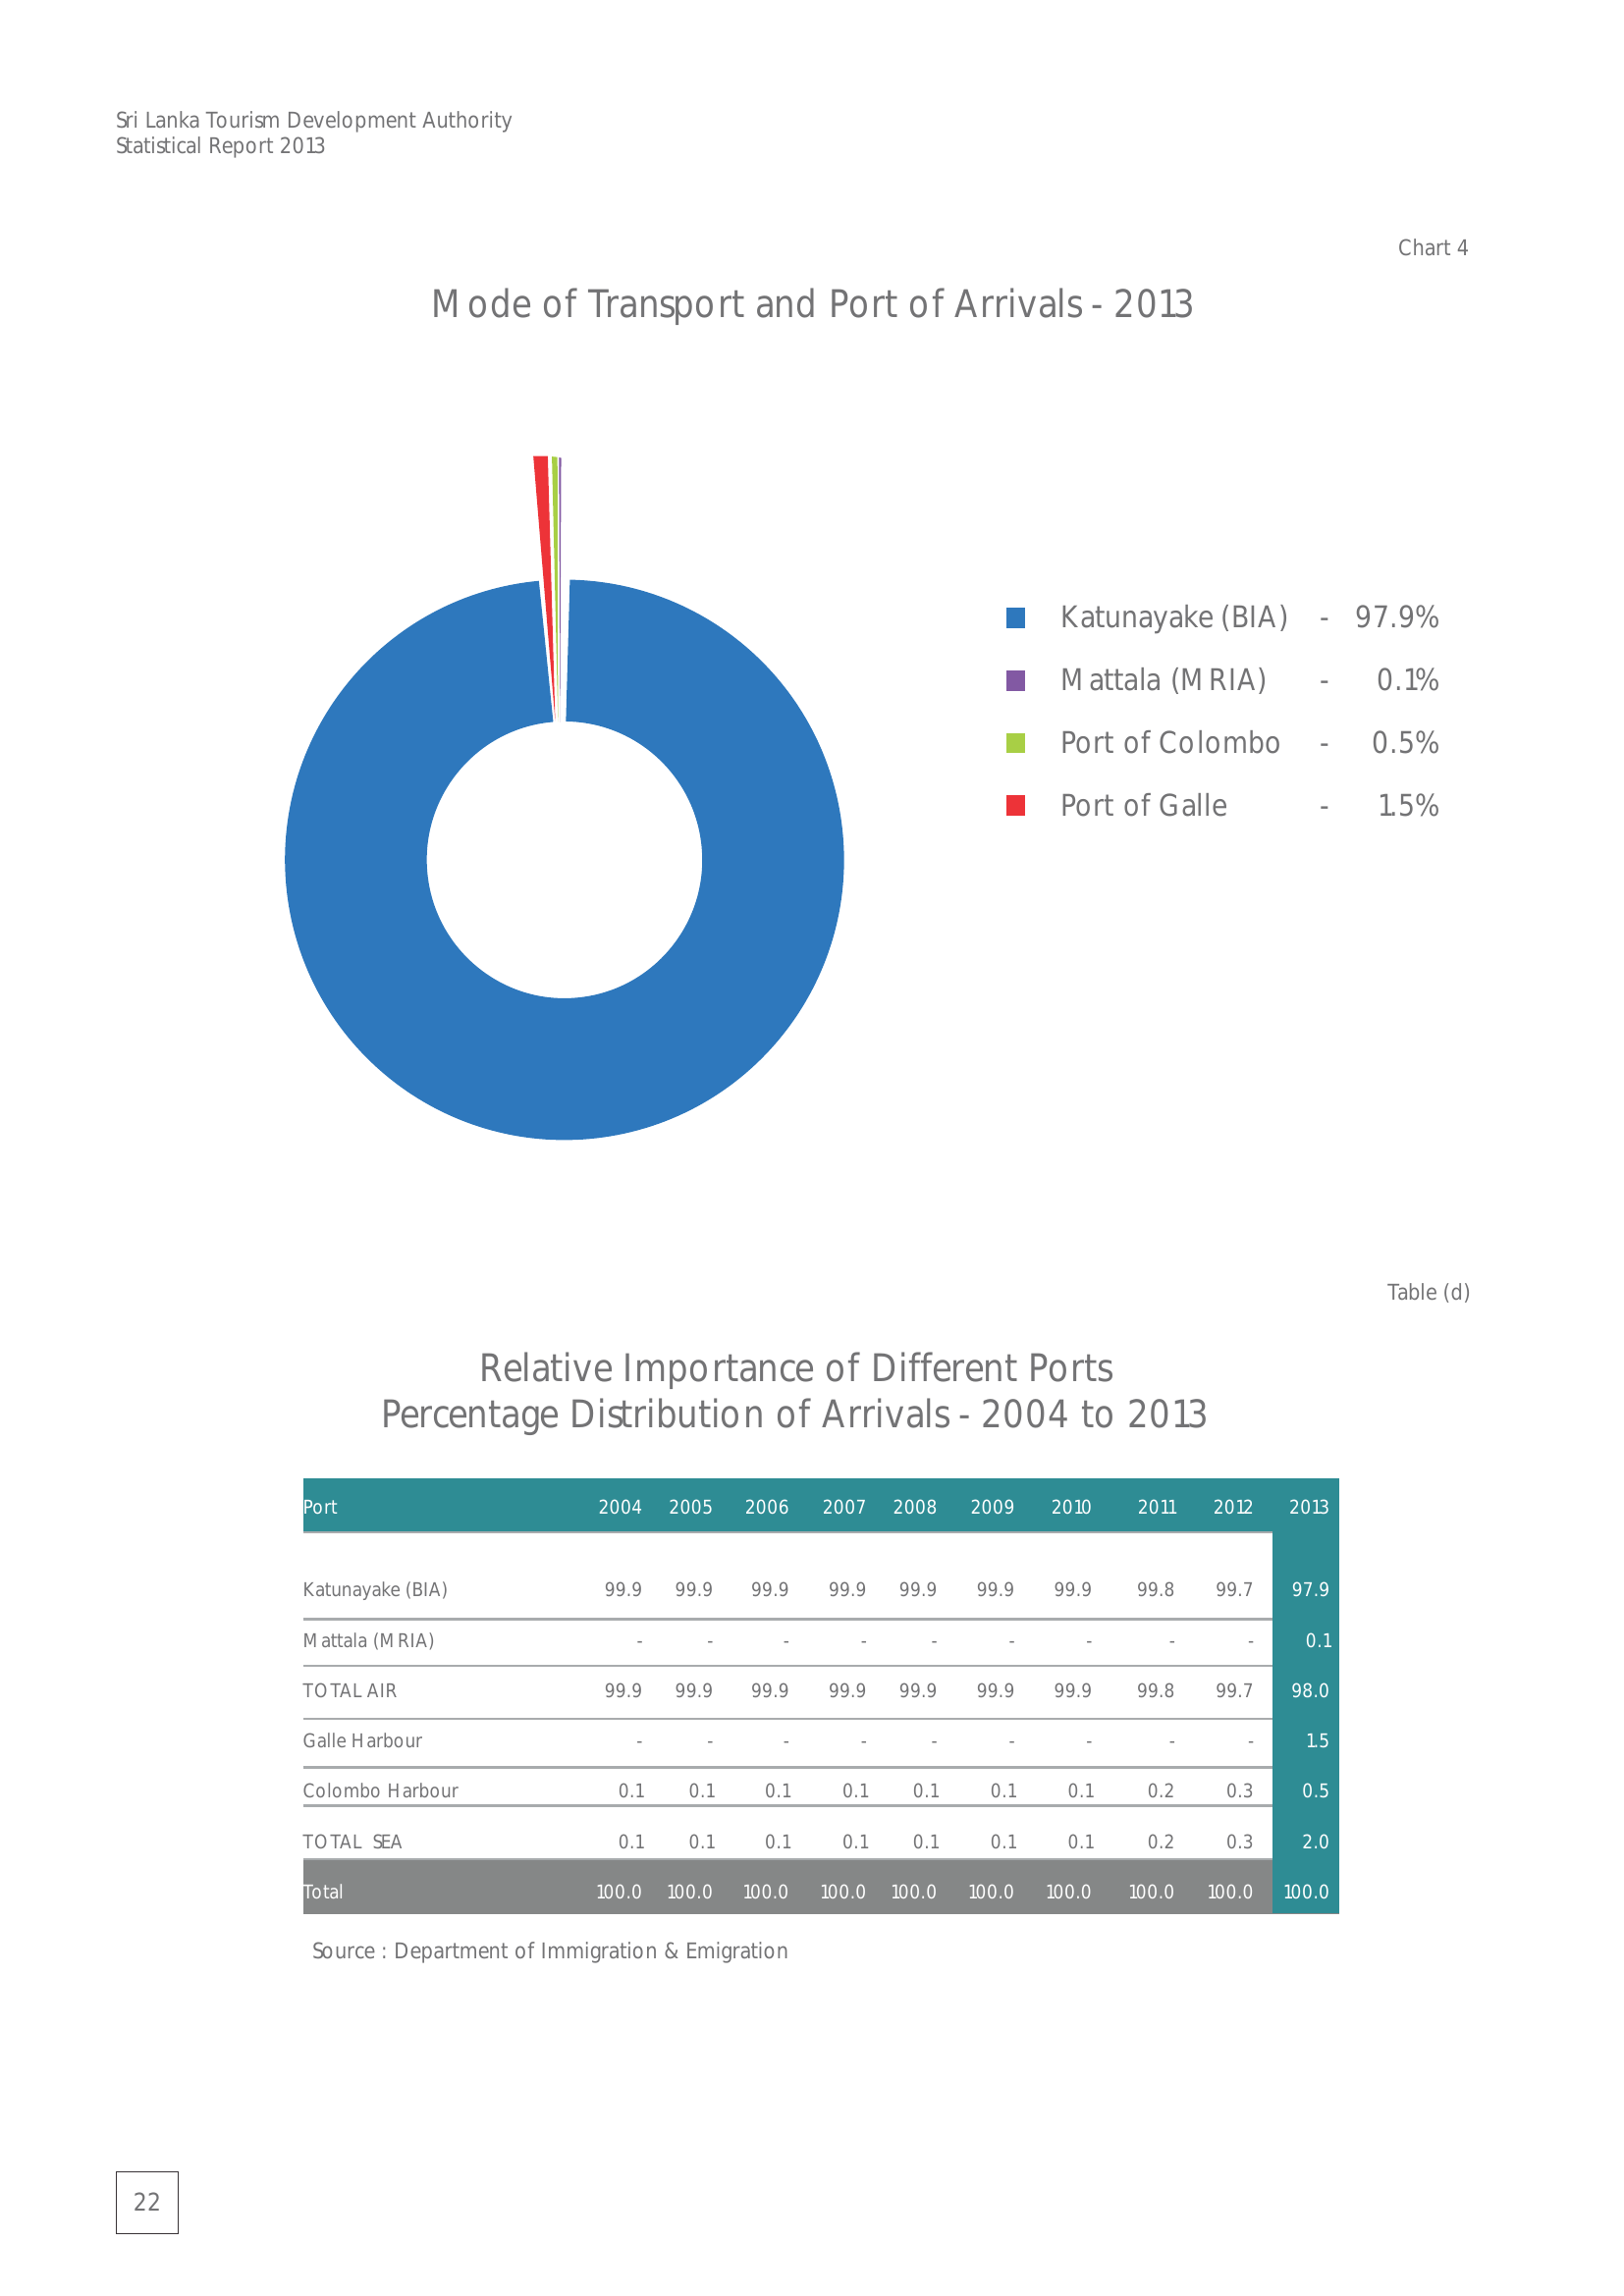 Sri Lanka Tourism Development Authority
Statistical Report 2013
Chart 4
Mode of Transport and Port of Arrivals - 2013
Katunayake (BIA) - 97.9%
Mattala (MRIA) - 0.1%
Port of Colombo - 0.5%
Port of Galle - 1.5%
Table (d)
Relative Importance of Different Ports
Percentage Distribution of Arrivals - 2004 to 2013
Port 2004 2005 2006 2007 2008 2009 2010 2011 2012 2013
Katunayake (BIA) 99.9 99.9 99.9 99.9 99.9 99.9 99.9 99.8 99.7 97.9
Mattala (MRIA) - - - - - - - - - 0.1
TOTAL AIR 99.9 99.9 99.9 99.9 99.9 99.9 99.9 99.8 99.7 98.0
Galle Harbour - - - - - - - - - 1.5
Colombo Harbour 0.1 0.1 0.1 0.1 0.1 0.1 0.1 0.2 0.3 0.5
TOTAL SEA 0.1 0.1 0.1 0.1 0.1 0.1 0.1 0.2 0.3 2.0
Total 100.0 100.0 100.0 100.0 100.0 100.0 100.0 100.0 100.0 100.0
Source : Department of Immigration & Emigration
22